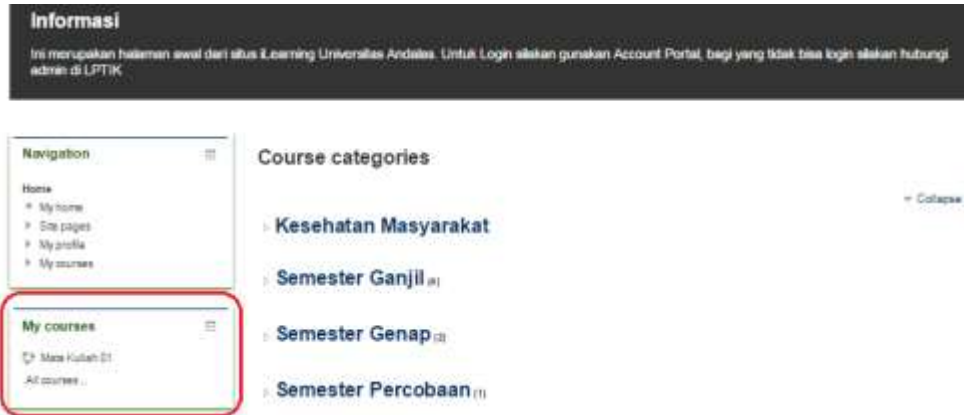 Informasi
Ini merupakan halaman awal dari situs iLearning Universitas Andalas. Untuk Login silakan gunakan Account Portal, bagi yang tidak bisa login silakan hubungi
admin di LPTIK
Navigation
Home
My home
Site pages
My profile
My courses
My courses
Mata Kuliah 01
All courses ...
Course categories
Collapse
Kesehatan Masyarakat
Semester Ganjil
Semester Genap
Semester Percobaan (1)